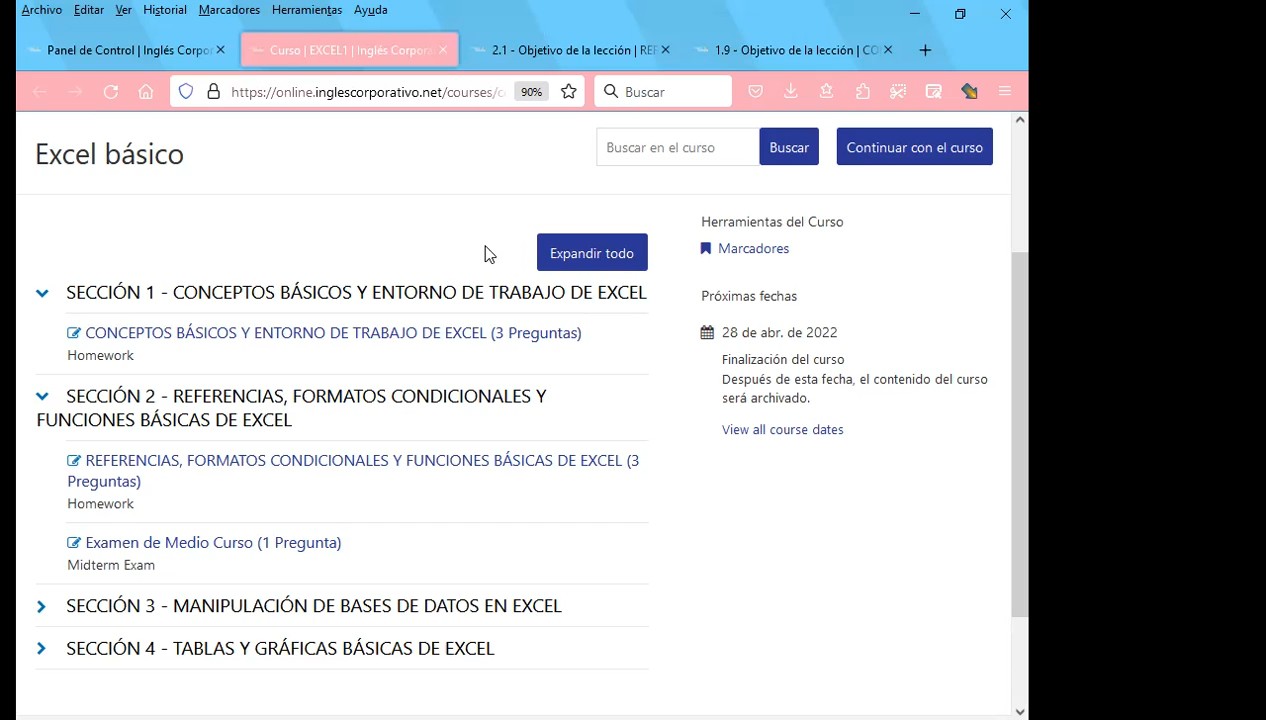 Archivo Editar Ver Historial Marcadores Herramientas Ayuda
Panel de Control | Inglés Corpor
Curso | EXCEL1 | Inglés Corpora
2.1 - Objetivo de la lección | REF
1.9 - Objetivo de la lección | CO
https://online.inglescorporativo.net/courses/c
90%
Buscar
Excel básico
Buscar en el curso
Buscar
Continuar con el curso
Expandir todo
SECCIÓN 1 - CONCEPTOS BÁSICOS Y ENTORNO DE TRABAJO DE EXCEL
CONCEPTOS BÁSICOS Y ENTORNO DE TRABAJO DE EXCEL (3 Preguntas)
Homework
SECCIÓN 2 - REFERENCIAS, FORMATOS CONDICIONALES Y
FUNCIONES BÁSICAS DE EXCEL
REFERENCIAS, FORMATOS CONDICIONALES Y FUNCIONES BÁSICAS DE EXCEL (3
Preguntas)
Homework
Examen de Medio Curso (1 Pregunta)
Midterm Exam
SECCIÓN 3 - MANIPULACIÓN DE BASES DE DATOS EN EXCEL
SECCIÓN 4 - TABLAS Y GRÁFICAS BÁSICAS DE EXCEL
Herramientas del Curso
Marcadores
Próximas fechas
28 de abr. de 2022
Finalización del curso
Después de esta fecha, el contenido del curso
será archivado.
View all course dates